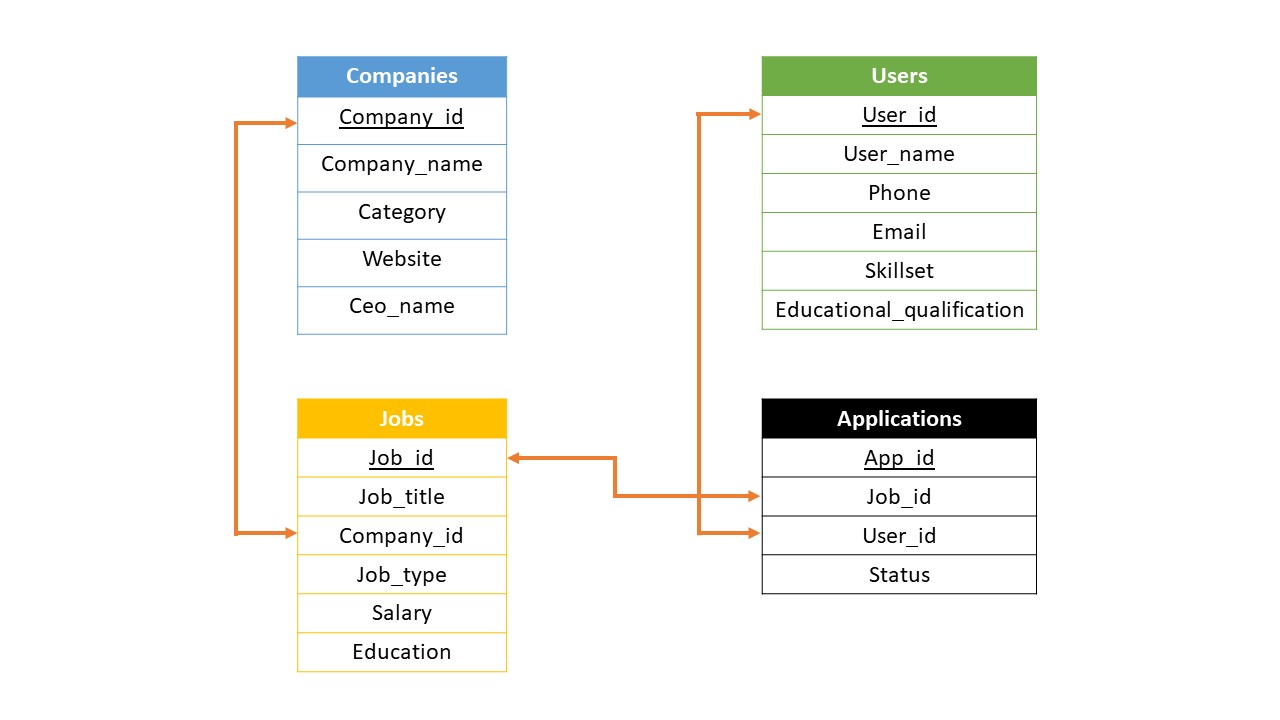 Companies
Company_id
Company_name
Category
Website
Ceo_name
Users
User_id
User_name
Phone
Email
Skillset
Educational_qualification
Jobs
Job_id
Job_title
Company_id
Job_type
Salary
Education
Applications
App_id
Job_id
User_id
Status